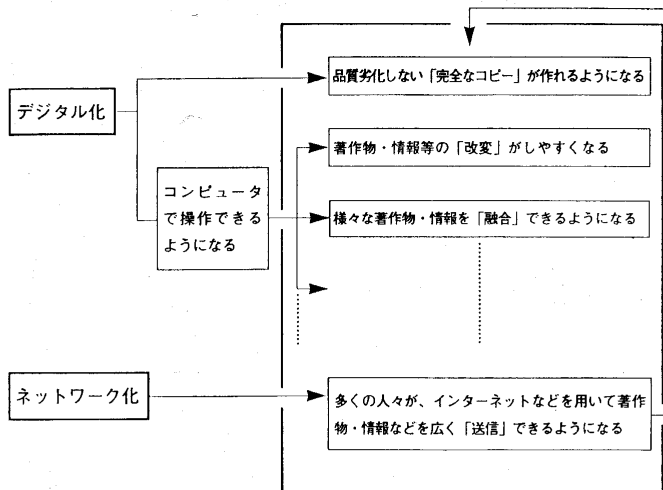 品質劣化しない「完全なコピー」が作れるようになる
デジタル化
著作物・情報等の「改変」がしやすくなる
コンピュータ
で操作できる
ようになる
様々な著作物・情報を「融合」できるようになる
ネットワーク化
多くの人々が、インターネットなどを用いて著作
物・情報などを広く「送信」できるようになる